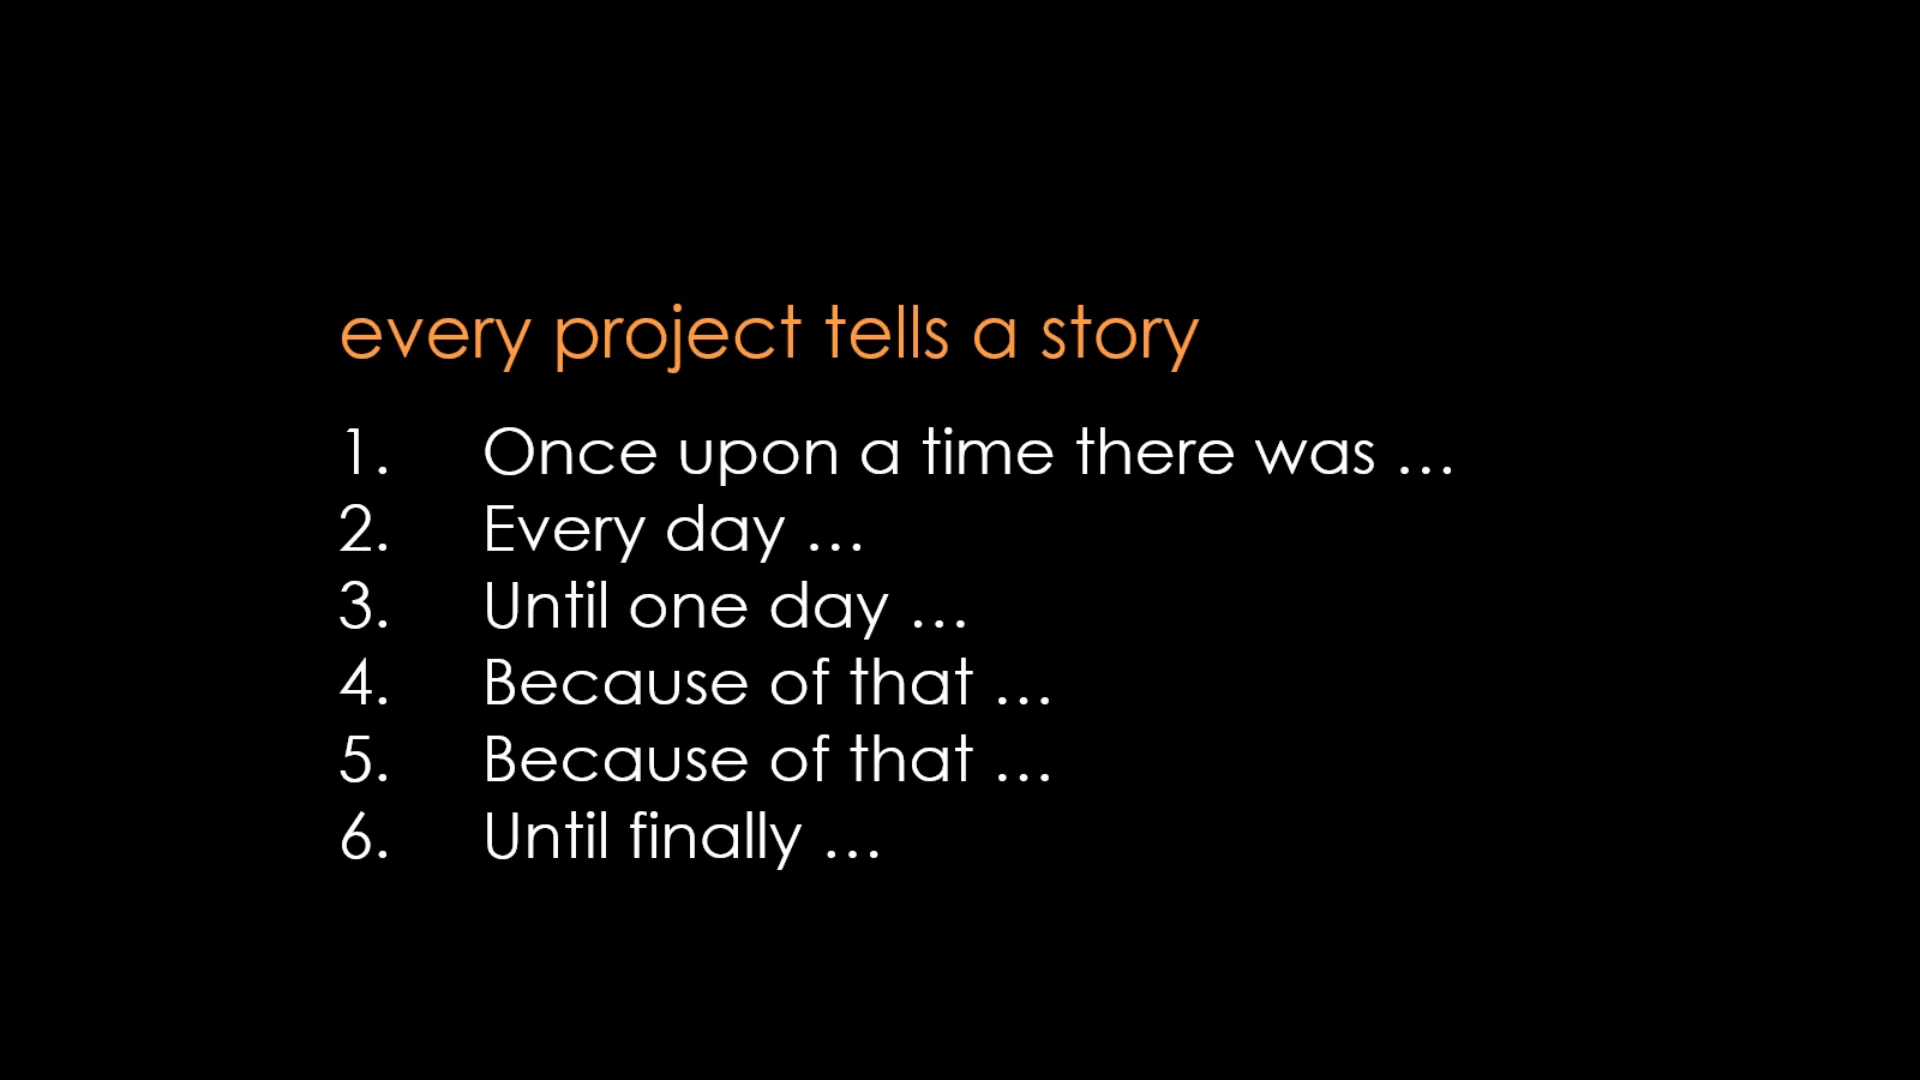 every project tells a story
1. Once upon a time there was …
2. Every day …
3. Until one day …
4. Because of that …
5. Because of that …
6. Until finally …